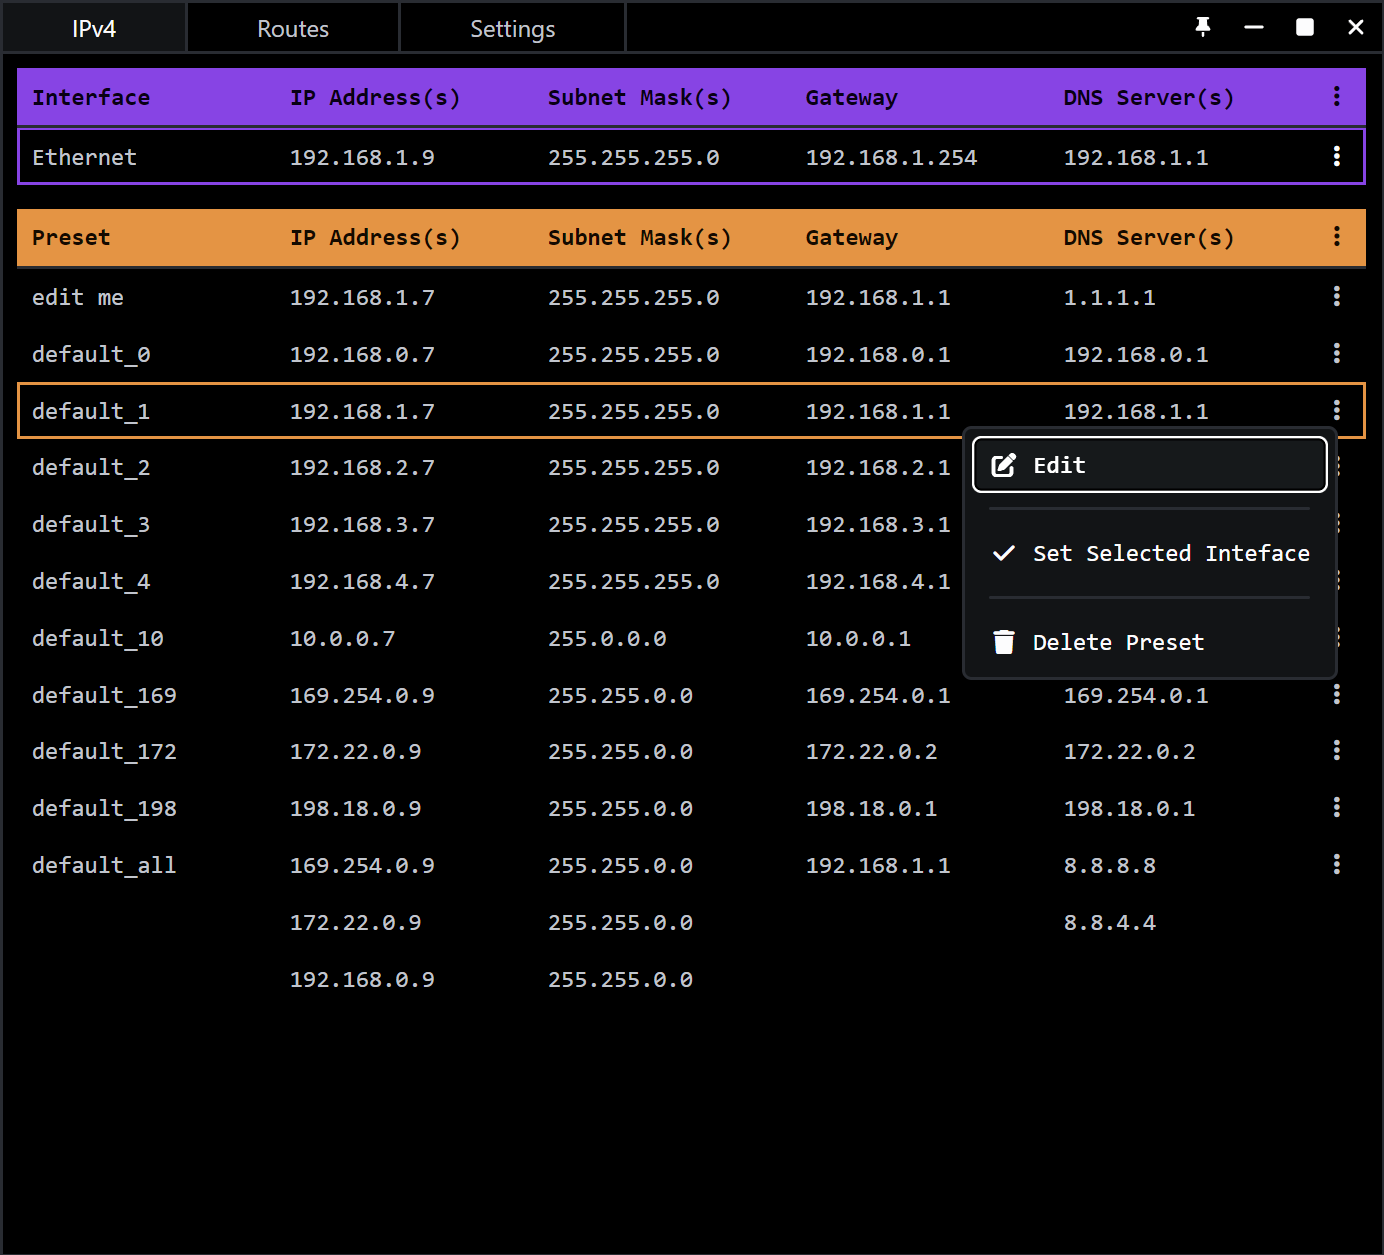 IPv4 Routes Settings
Interface IP Address(s) Subnet Mask(s) Gateway DNS Server(s)
Ethernet 192.168.1.9 255.255.255.0 192.168.1.254 192.168.1.1
Preset IP Address(s) Subnet Mask(s) Gateway DNS Server(s)
edit me 192.168.1.7 255.255.255.0 192.168.1.1 1.1.1.1
default_0 192.168.0.7 255.255.255.0 192.168.0.1 192.168.0.1
default_1 192.168.1.7 255.255.255.0 192.168.1.1 192.168.1.1
default_2 192.168.2.7 255.255.255.0 192.168.2.1
default_3 192.168.3.7 255.255.255.0 192.168.3.1
default_4 192.168.4.7 255.255.255.0 192.168.4.1
default_10 10.0.0.7 255.0.0.0 10.0.0.1
default_169 169.254.0.9 255.255.0.0 169.254.0.1 169.254.0.1
default_172 172.22.0.9 255.255.0.0 172.22.0.2 172.22.0.2
default_198 198.18.0.9 255.255.0.0 198.18.0.1 198.18.0.1
default_all 169.254.0.9 255.255.0.0 192.168.1.1 8.8.8.8
172.22.0.9 255.255.0.0 8.8.4.4
192.168.0.9 255.255.0.0
Edit
Set Selected Inteface
Delete Preset